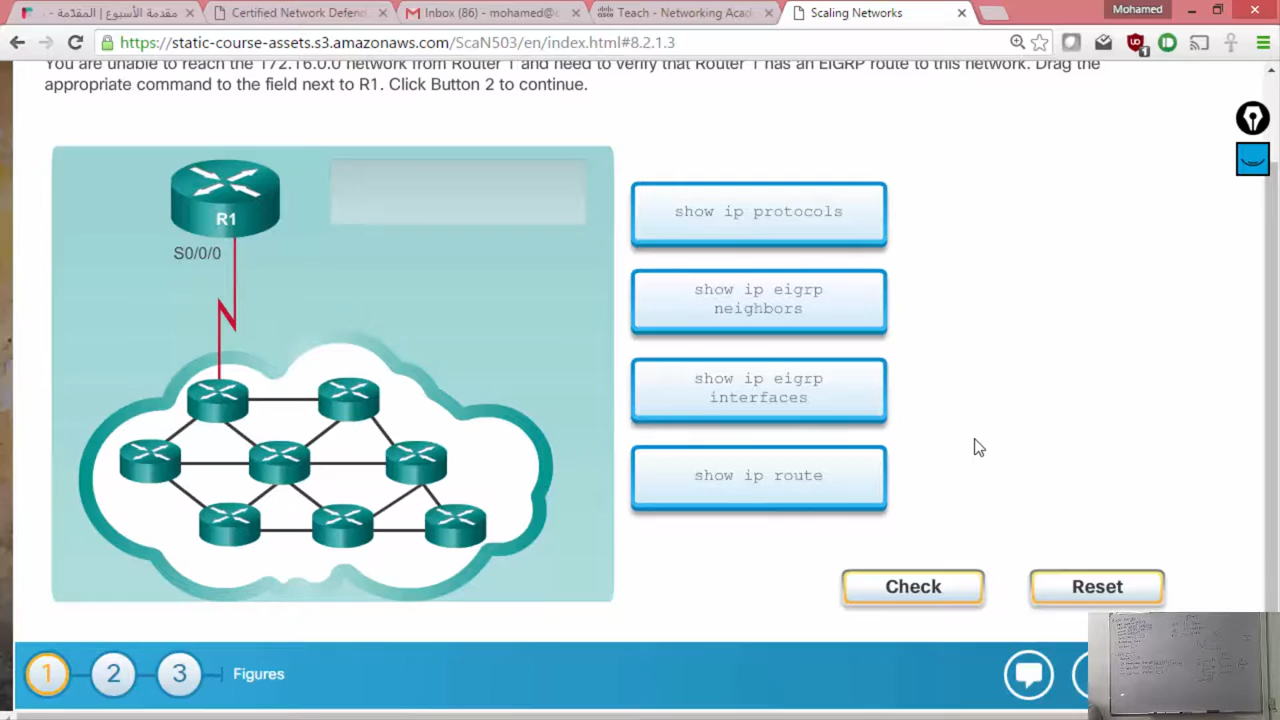 مقدمة الأسبوع | المقدّمة - .
Certified Network Defend
Inbox (86) - mohamed@c
Teach - Networking Acad
Scaling Networks
Mohamed
https://static-course-assets.s3.amazonaws.com/ScaN503/en/index.html#8.2.1.3
You are unable to reach the 172.16.0.0 network from Router 1 and need to verify that Router 1 has an EIGRP route to this network. Drag the
appropriate command to the field next to R1. Click Button 2 to continue.
R1
S0/0/0
show ip protocols
show ip eigrp
neighbors
show ip eigrp
interfaces
show ip route
Check
Reset
1
2
3
Figures